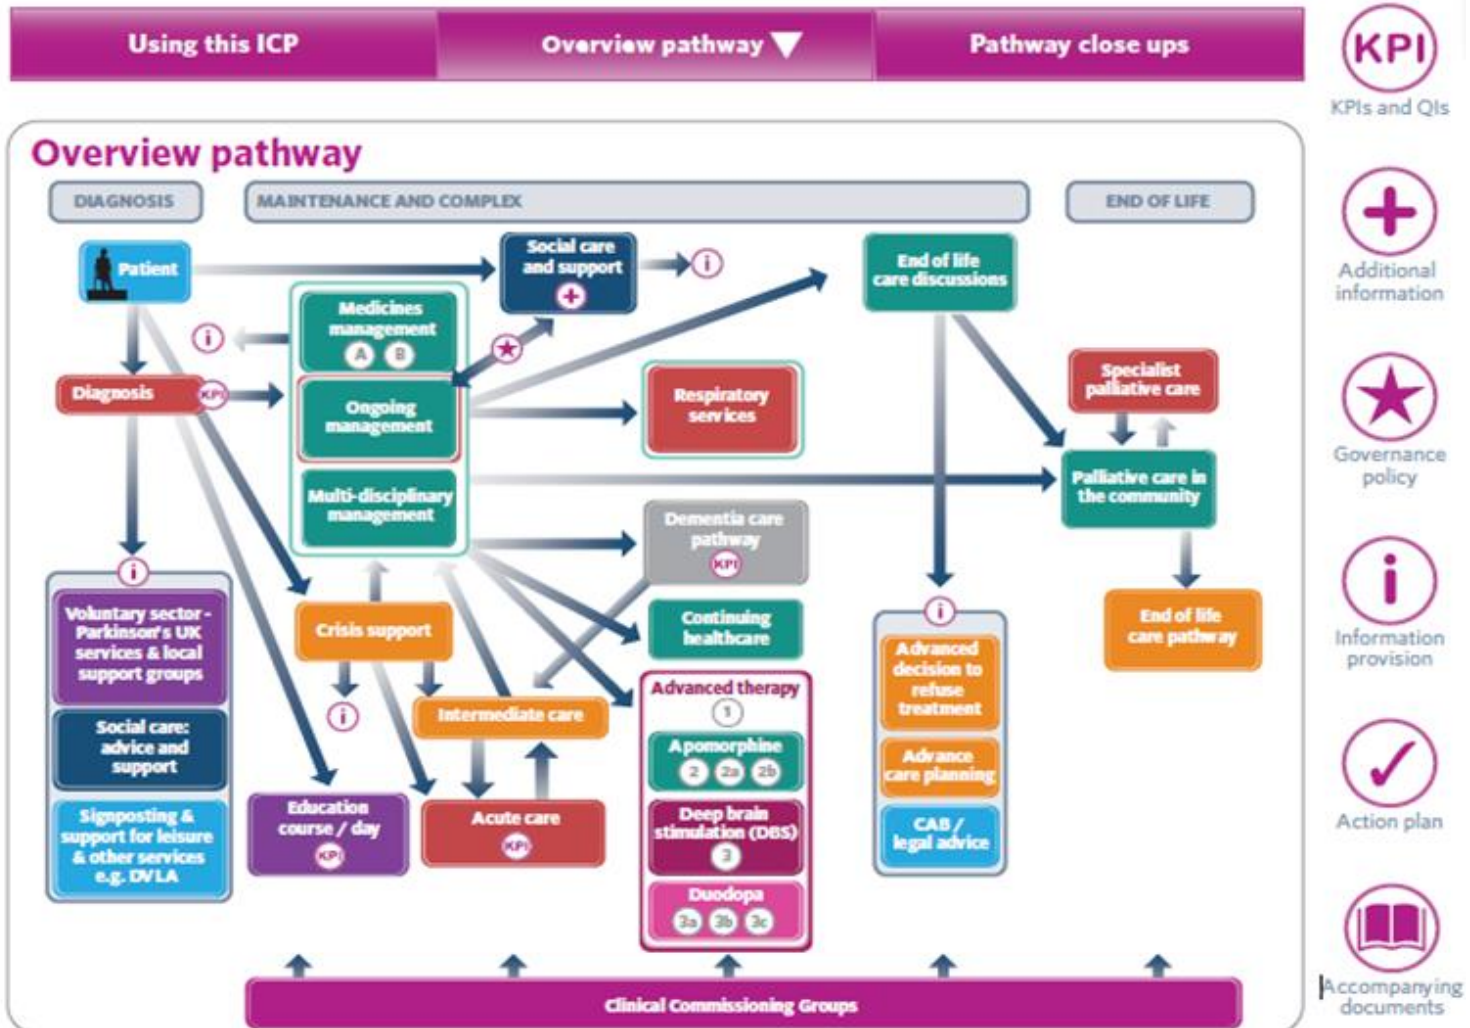 Using this ICP
Overview pathway
Pathway close ups
KPI
KPIs and QIs
Overview pathway
DIAGNOSIS
MAINTENANCE AND COMPLEX
END OF LIFE
+
Additional
information
Patient
Social care
and support
+
i
End of life
care discussions
Medicines
management
A
B
i
Governance
policy
Diagnosis
KPI
Ongoing
management
Respiratory
services
Specialist
palliative care
Multi-disciplinary
management
Palliative care in
the community
Dementia care
pathway
KPI
i
Information
provision
i
Voluntary sector -
Parkinson's UK
services & local
support groups
Crisis support
Continuing
healthcare
i
End of life
care pathway
Advanced
decision to
refuse
treatment
Social care:
advice and
support
i
Intermediate care
Advanced therapy
1
Apomorphine
2
2a
2b
Advance
care planning
Action plan
Signposting &
support for leisure
& other services
e.g. DVLA
Education
course / day
KPI
Acute care
KPI
Deep brain
stimulation (DBS)
3
CAB /
legal advice
Duodopa
3a
3b
3c
Accompanying
documents
Clinical Commissioning Groups